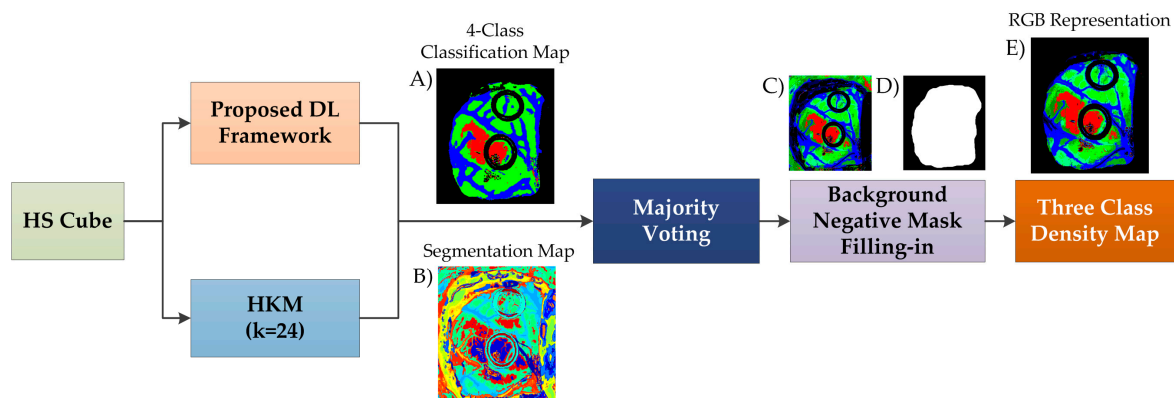 HS Cube
Proposed DL
Framework
HKM
(k=24)
4-Class
Classification Map
A)
Segmentation Map
B)
Majority
Voting
C)
D)
Background
Negative Mask
Filling-in
RGB Representation
E)
Three Class
Density Map